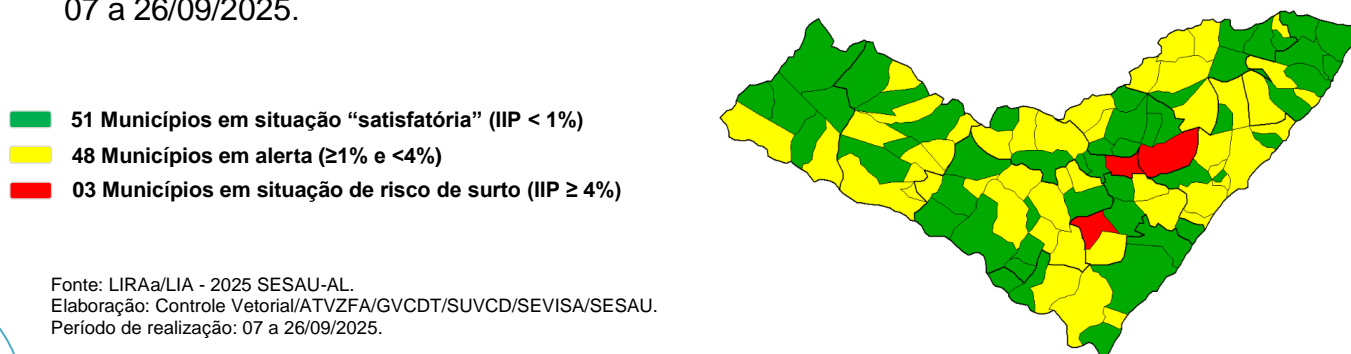 07 a 26/09/2025.
51 Municípios em situação “satisfatória” (IIP < 1%)
48 Municípios em alerta (≥1% e <4%)
03 Municípios em situação de risco de surto (IIP ≥ 4%)
Fonte: LIRAa/LIA - 2025 SESAU-AL.
Elaboração: Controle Vetorial/ATVZFA/GVCDT/SUVCD/SEVISA/SESAU.
Período de realização: 07 a 26/09/2025.